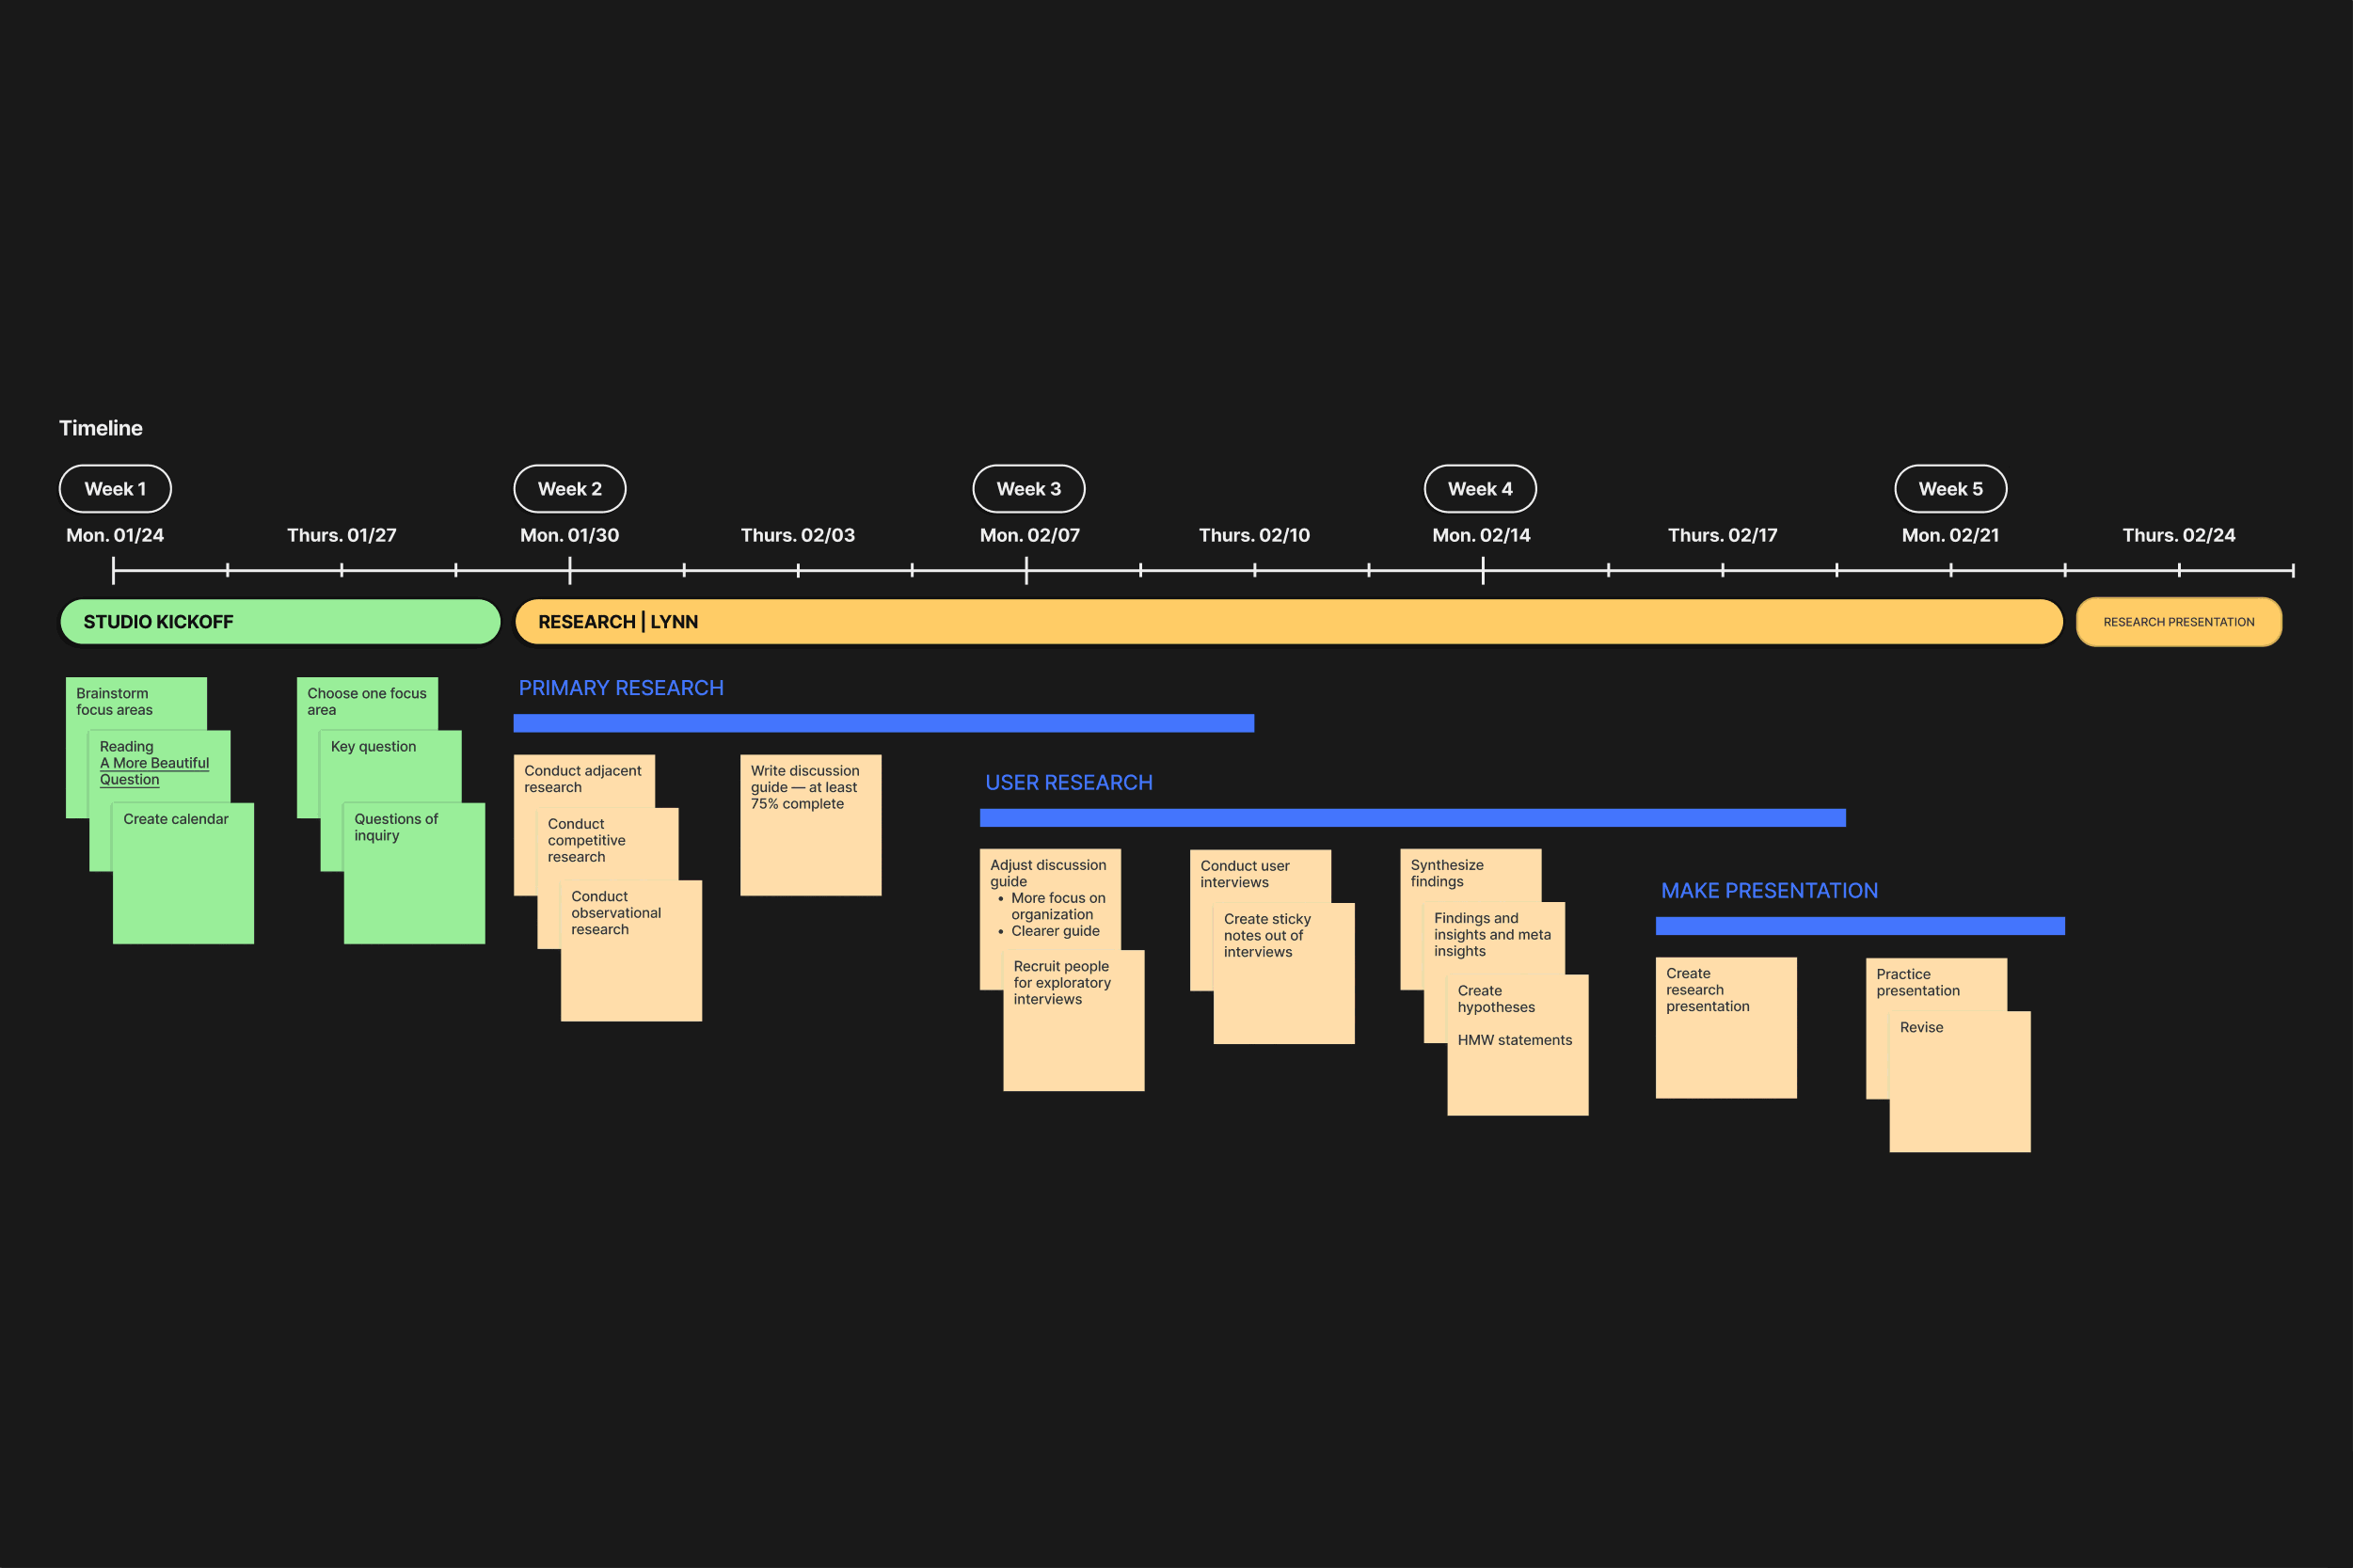 Timeline
Week 1
Week 2
Week 3
Week 4
Week 5
Mon. 01/24
Thurs. 01/27
Mon. 01/30
Thurs. 02/03
Mon. 02/07
Thurs. 02/10
Mon. 02/14
Thurs. 02/17
Mon. 02/21
Thurs. 02/24
STUDIO KICKOFF
RESEARCH | LYNN
RESEARCH PRESENTATION
Brainstorm
focus areas
Reading
A More Beautiful
Question
Create calendar
Choose one focus
area
Key question
Questions of
inquiry
PRIMARY RESEARCH
Conduct adjacent
research
Conduct
competitive
research
Conduct
observational
research
Write discussion
guide — at least
75% complete
USER RESEARCH
Adjust discussion
guide
• More focus on
organization
• Clearer guide
Recruit people
for exploratory
interviews
Conduct user
interviews
Create sticky
notes out of
interviews
Synthesize
findings
Findings and
insights and meta
insights
Create
hypotheses
HMW statements
MAKE PRESENTATION
Create
research
presentation
Practice
presentation
Revise